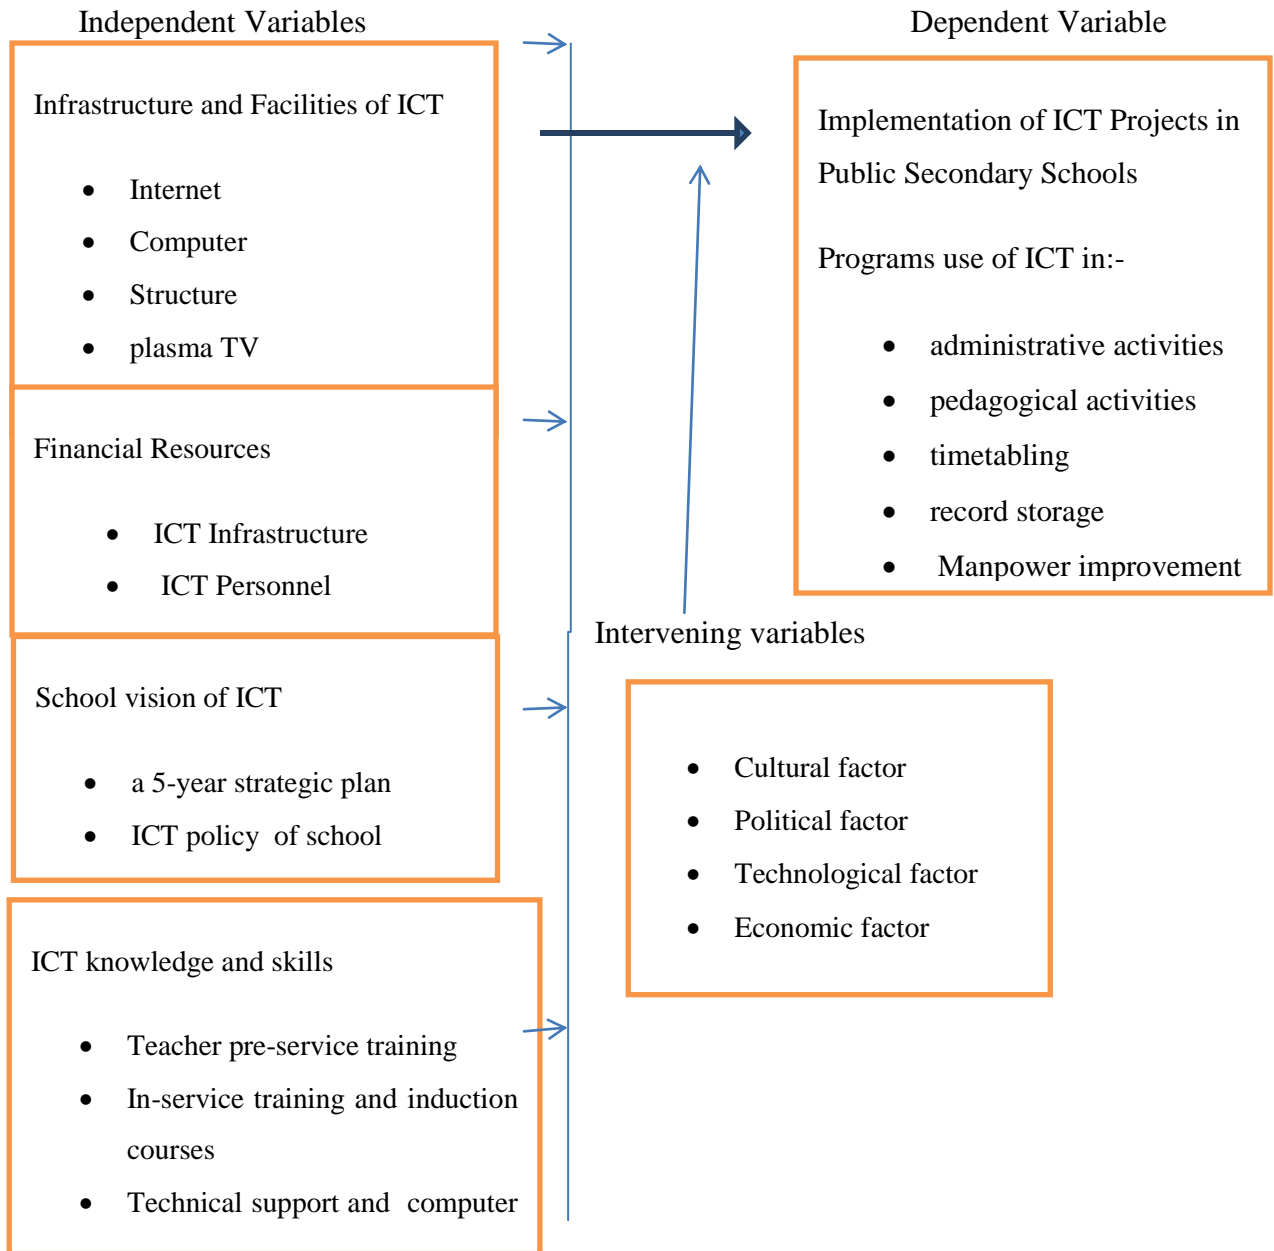 Independent Variables
Infrastructure and Facilities of ICT
• Internet
• Computer
• Structure
• plasma TV
Financial Resources
• ICT Infrastructure
• ICT Personnel
School vision of ICT
• a 5-year strategic plan
• ICT policy of school
ICT knowledge and skills
• Teacher pre-service training
• In-service training and induction
courses
• Technical support and computer
Dependent Variable
Implementation of ICT Projects in
Public Secondary Schools
Programs use of ICT in:-
• administrative activities
• pedagogical activities
• timetabling
• record storage
• Manpower improvement
Intervening variables
• Cultural factor
• Political factor
• Technological factor
• Economic factor